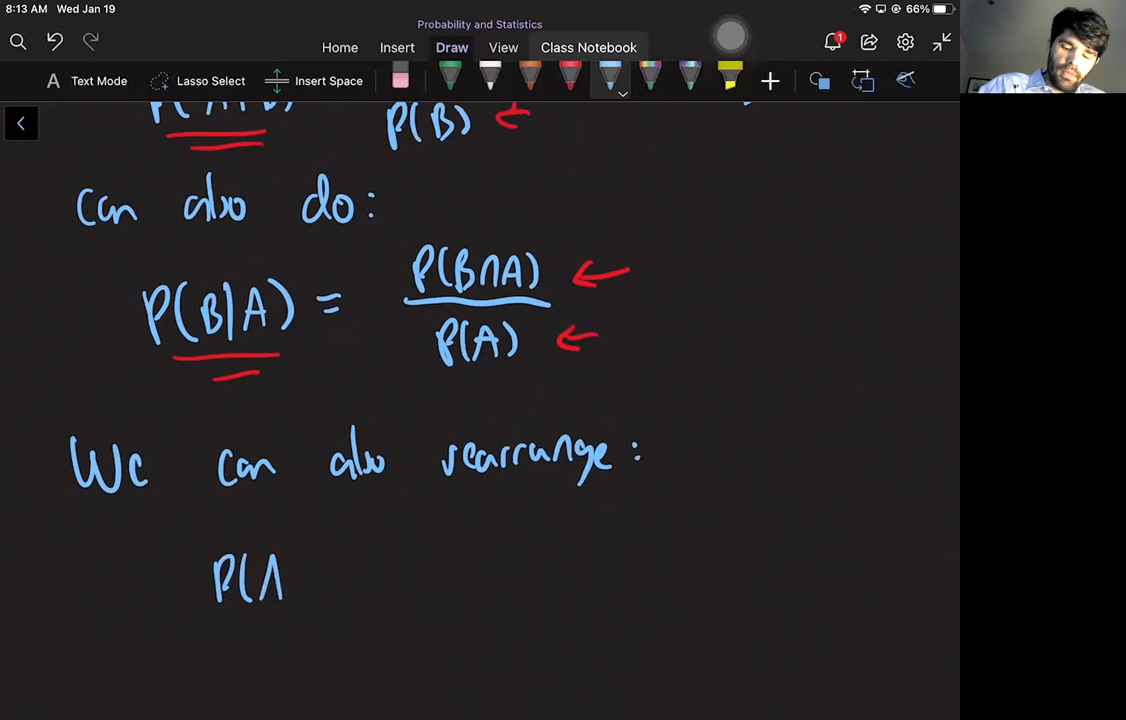 8:13 AM Wed Jan 19
66%
Probability and Statistics
Home Insert Draw View Class Notebook
1
A Text Mode Lasso Select Insert Space
P(A|B)
P(B) ←
Can also do:
P(B|A) = P(B∩A) ←
P(A) ←
We can also rearrange:
P(Λ